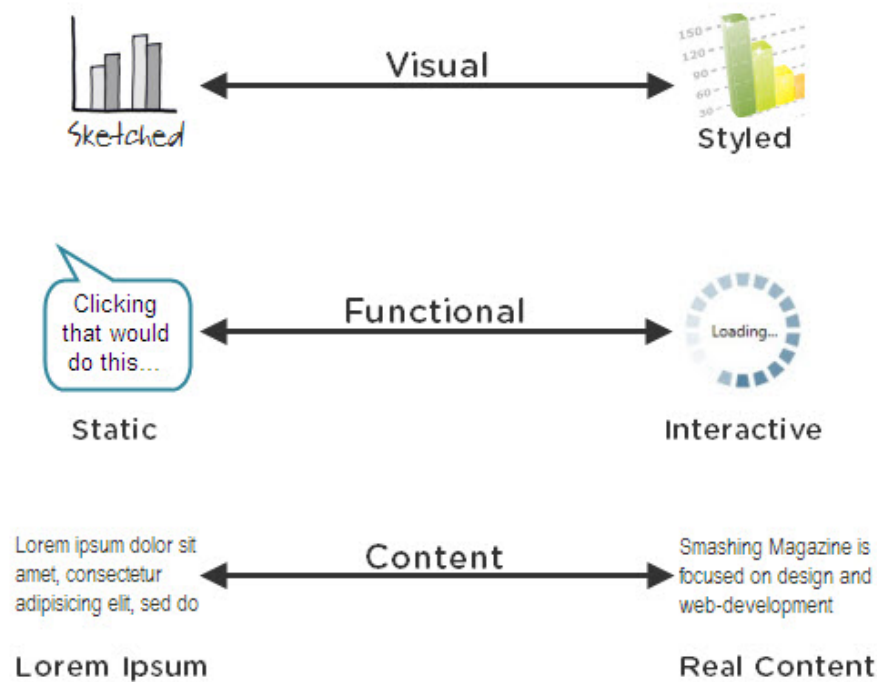 Visual
150
120
90
60
30
Sketched
Styled
Clicking
that would
do this...
Functional
Loading...
Static
Interactive
Lorem ipsum dolor sit
amet, consectetur
adipisicing elit, sed do
Content
Smashing Magazine is
focused on design and
web-development
Lorem Ipsum
Real Content